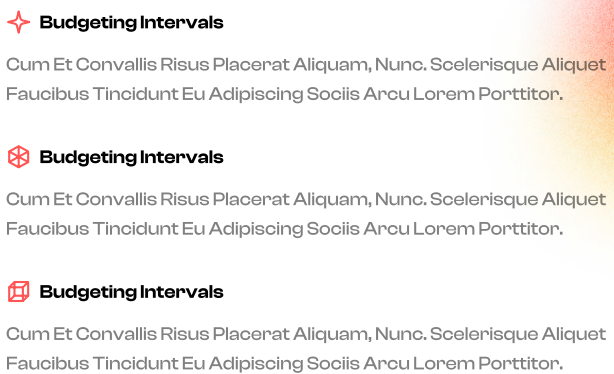 Budgeting Intervals
Cum Et Convallis Risus Placerat Aliquam, Nunc. Scelerisque Aliquet
Faucibus Tincidunt Eu Adipiscing Sociis Arcu Lorem Porttitor.
Budgeting Intervals
Cum Et Convallis Risus Placerat Aliquam, Nunc. Scelerisque Aliquet
Faucibus Tincidunt Eu Adipiscing Sociis Arcu Lorem Porttitor.
Budgeting Intervals
Cum Et Convallis Risus Placerat Aliquam, Nunc. Scelerisque Aliquet
Faucibus Tincidunt Eu Adipiscing Sociis Arcu Lorem Porttitor.